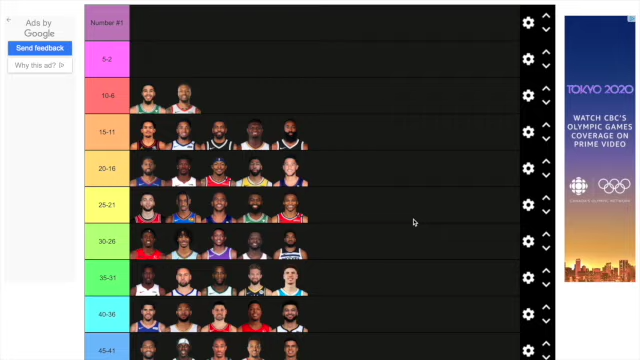 Ads by
Google
Send feedback
Why this ad?
Number #1
5-2
10-6
15-11
20-16
25-21
30-26
35-31
40-36
45-41
TOKYO 2020
WATCH CBC'S
OLYMPIC GAMES
COVERAGE ON
PRIME VIDEO